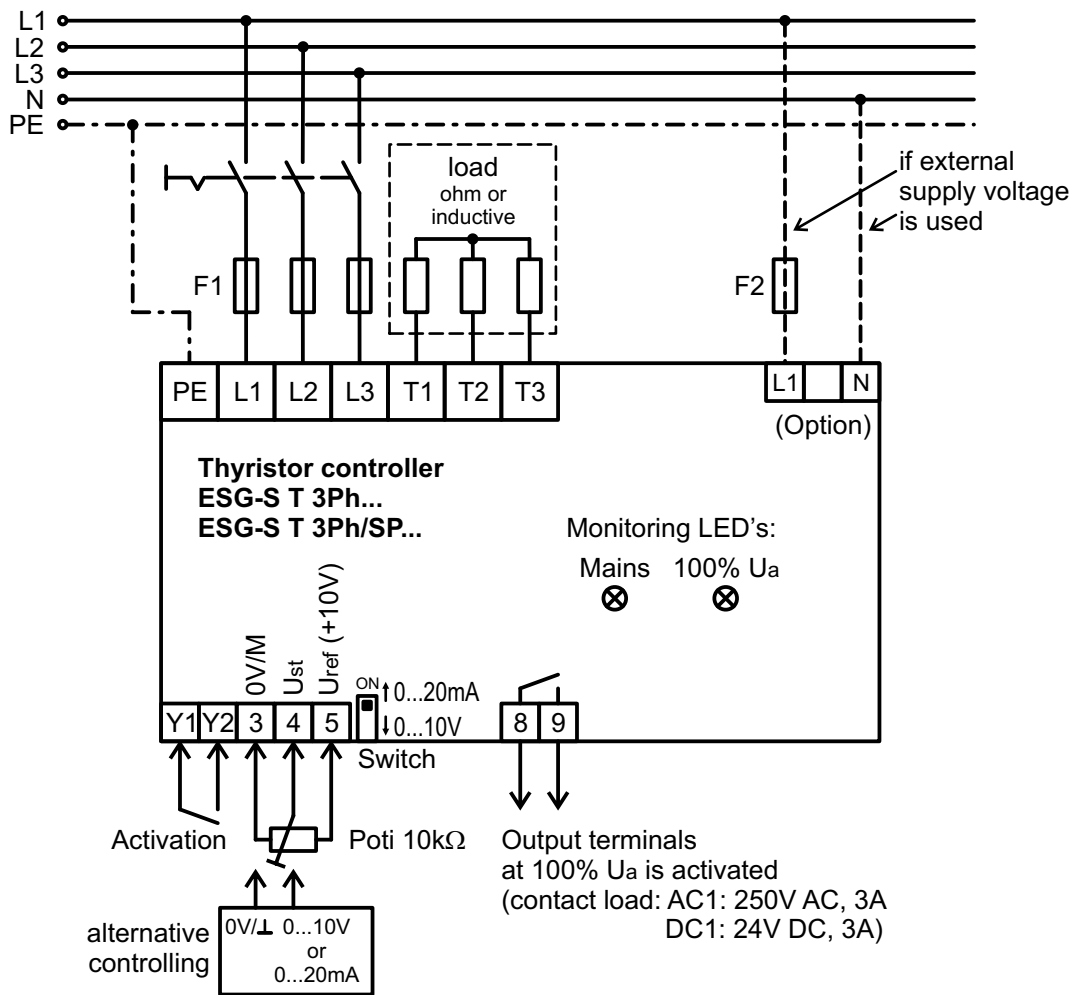 L1
L2
L3
N
PE
load
ohm or
inductive
if external
supply voltage
is used
F1
F2
PE L1 L2 L3 T1 T2 T3
L1 N
(Option)
Thyristor controller
ESG-S T 3Ph...
ESG-S T 3Ph/SP...
Monitoring LED's:
Mains 100% Ua
0V/M
Ust
Uref (+10V)
ON ↑ 0...20mA
↓ 0...10V
Y1 Y2 3 4 5
8 9
Switch
Activation
Poti 10kΩ
Output terminals
at 100% Ua is activated
(contact load: AC1: 250V AC, 3A
DC1: 24V DC, 3A)
alternative
controlling
0V/⊥ 0...10V
or
0...20mA